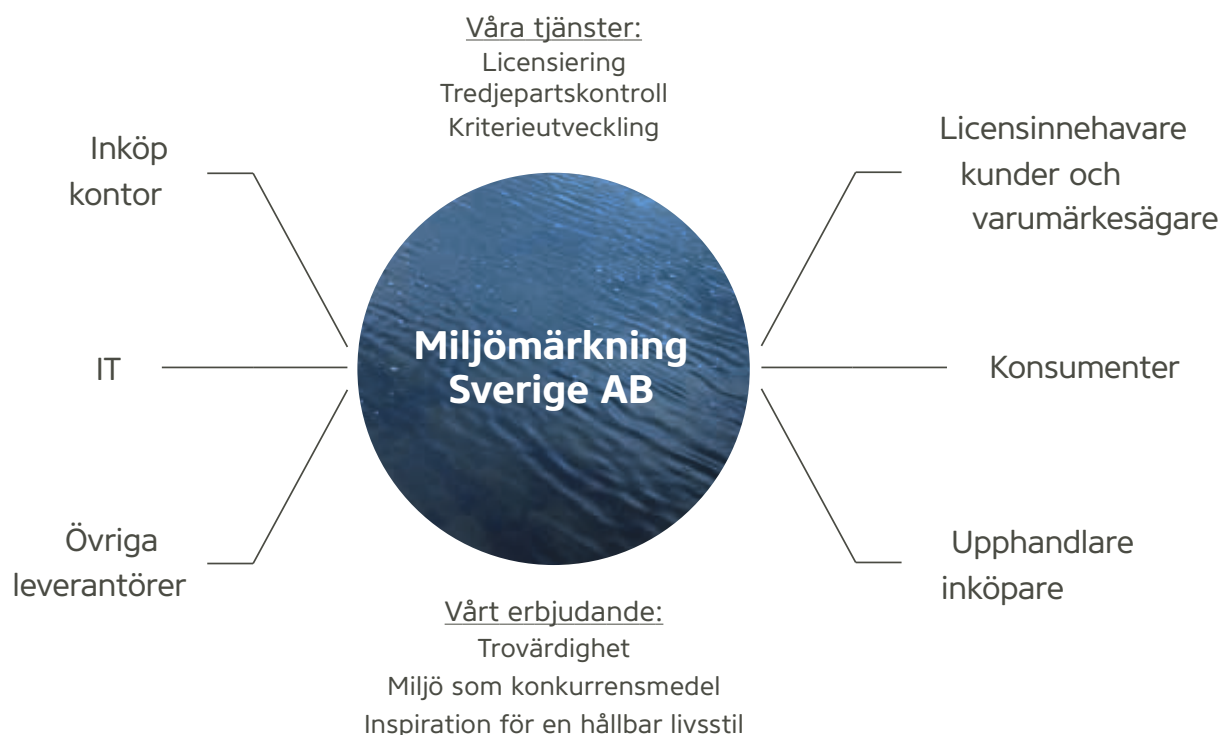 Våra tjänster:
Licensiering
Tredjepartskontroll
Kriterieutveckling
Inköp
kontor
IT
Övriga
leverantörer
Miljömärkning
Sverige AB
Licensinnehavare
kunder och
varumärkesägare
Konsumenter
Upphandlare
inköpare
Vårt erbjudande:
Trovärdighet
Miljö som konkurrensmedel
Inspiration för en hållbar livsstil